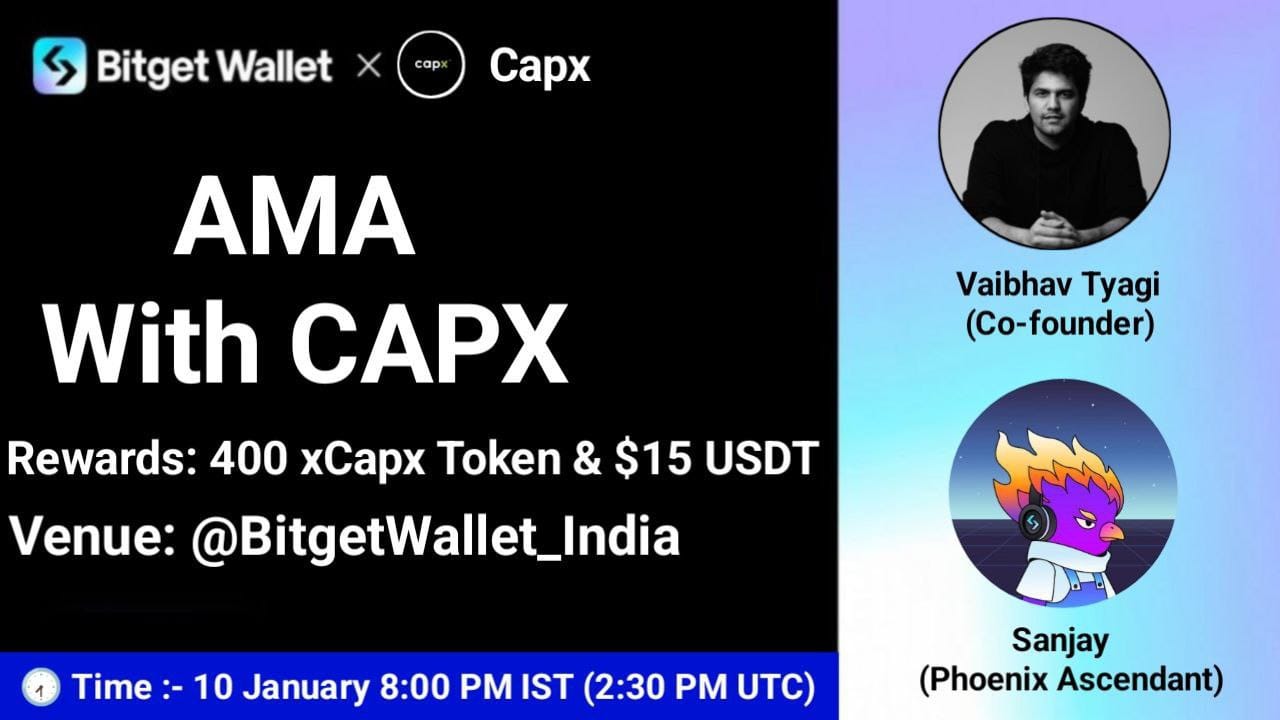 Bitget Wallet × capx Capx
AMA
With CAPX
Rewards: 400 xCapx Token & $15 USDT
Venue: @BitgetWallet_India
🕢 Time :- 10 January 8:00 PM IST (2:30 PM UTC)
Vaibhav Tyagi
(Co-founder)
Sanjay
(Phoenix Ascendant)